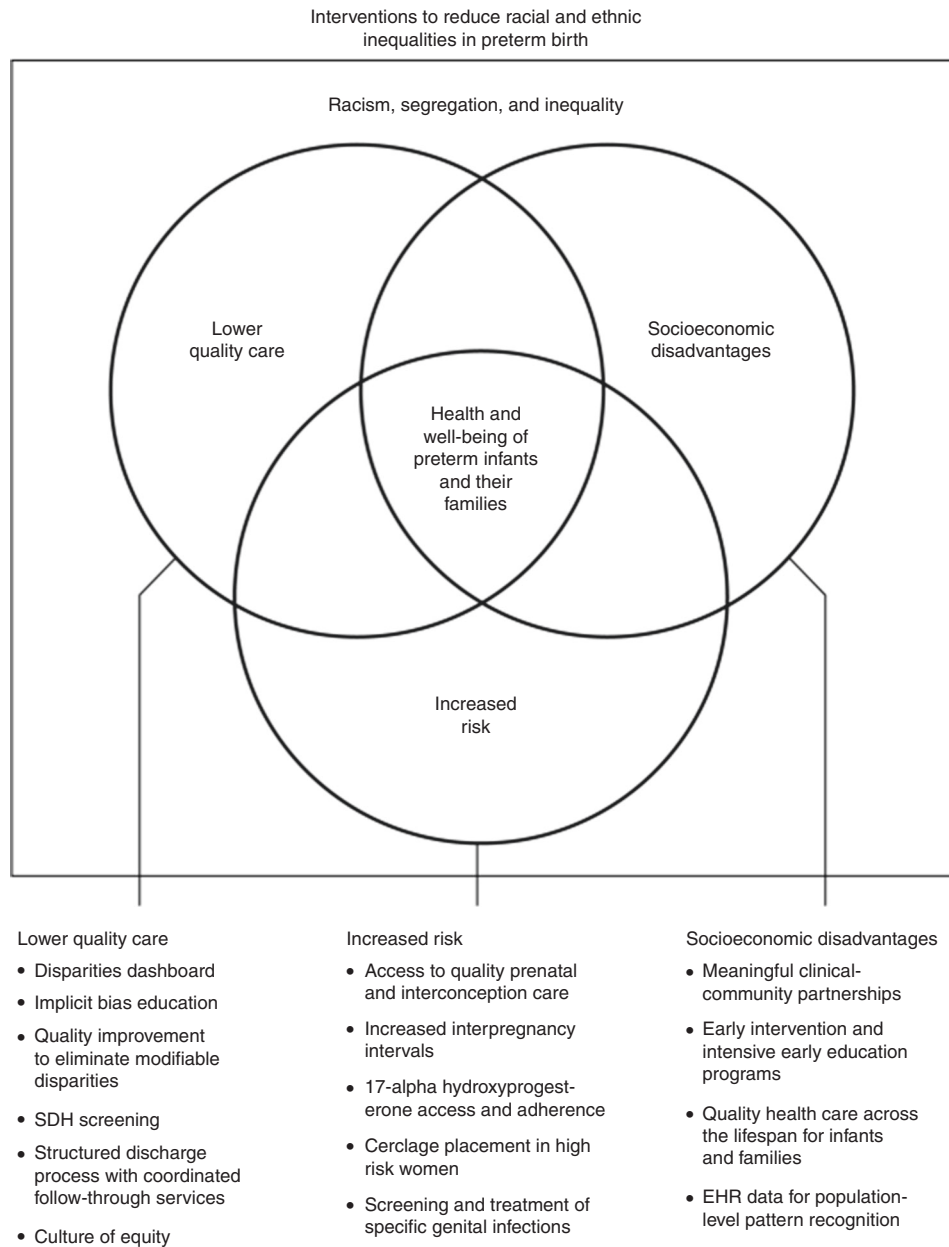 Interventions to reduce racial and ethnic
inequalities in preterm birth
Racism, segregation, and inequality
Lower
quality care
Socioeconomic
disadvantages
Health and
well-being of
preterm infants
and their
families
Increased
risk
Lower quality care
• Disparities dashboard
• Implicit bias education
• Quality improvement
to eliminate modifiable
disparities
• SDH screening
• Structured discharge
process with coordinated
follow-through services
• Culture of equity
Increased risk
• Access to quality prenatal
and interconception care
• Increased interpregnancy
intervals
• 17-alpha hydroxyprogest-
erone access and adherence
• Cerclage placement in high
risk women
• Screening and treatment of
specific genital infections
Socioeconomic disadvantages
• Meaningful clinical-
community partnerships
• Early intervention and
intensive early education
programs
• Quality health care across
the lifespan for infants
and families
• EHR data for population-
level pattern recognition